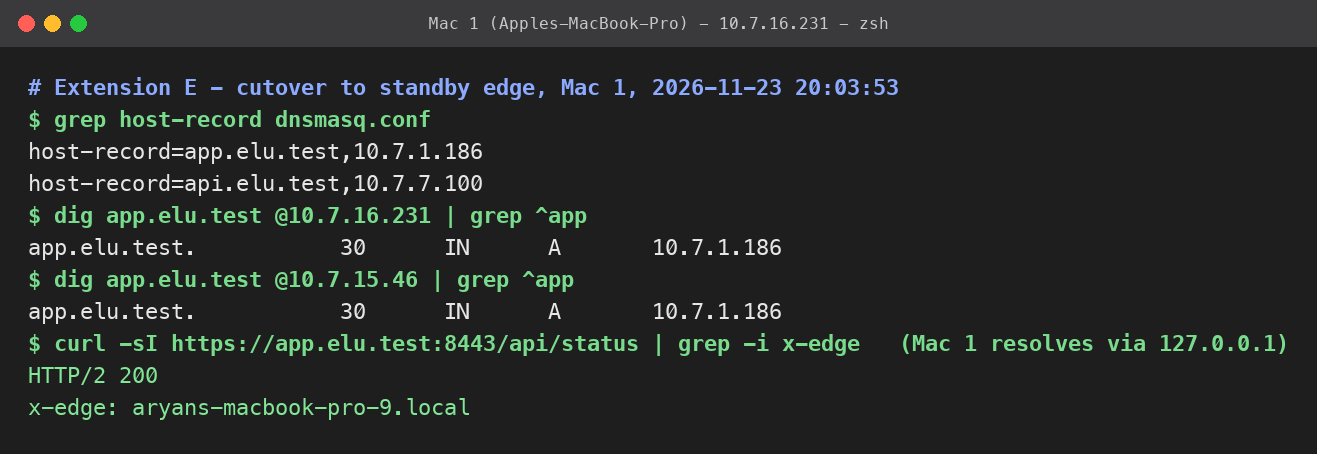 Mac 1 (Apples-MacBook-Pro) — 10.7.16.231 — zsh
# Extension E — cutover to standby edge, Mac 1, 2026-11-23 20:03:53
$ grep host-record dnsmasq.conf
host-record=app.elu.test,10.7.1.186
host-record=api.elu.test,10.7.7.100
$ dig app.elu.test @10.7.16.231 | grep ^app
app.elu.test.           30      IN      A       10.7.1.186
$ dig app.elu.test @10.7.15.46 | grep ^app
app.elu.test.           30      IN      A       10.7.1.186
$ curl -sI https://app.elu.test:8443/api/status | grep -i x-edge   (Mac 1 resolves via 127.0.0.1)
HTTP/2 200
x-edge: aryans-macbook-pro-9.local